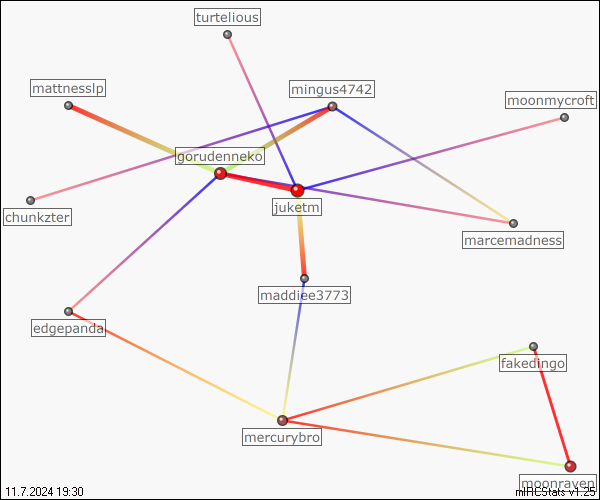 turtelious
mattnesslp
mingus4742
moonmycroft
gorudenneko
juketm
chunkzter
marcemadness
maddiee3773
edgepanda
fakedingo
mercurybro
moonraven
11.7.2024 19:30
mIRCStats v1.25